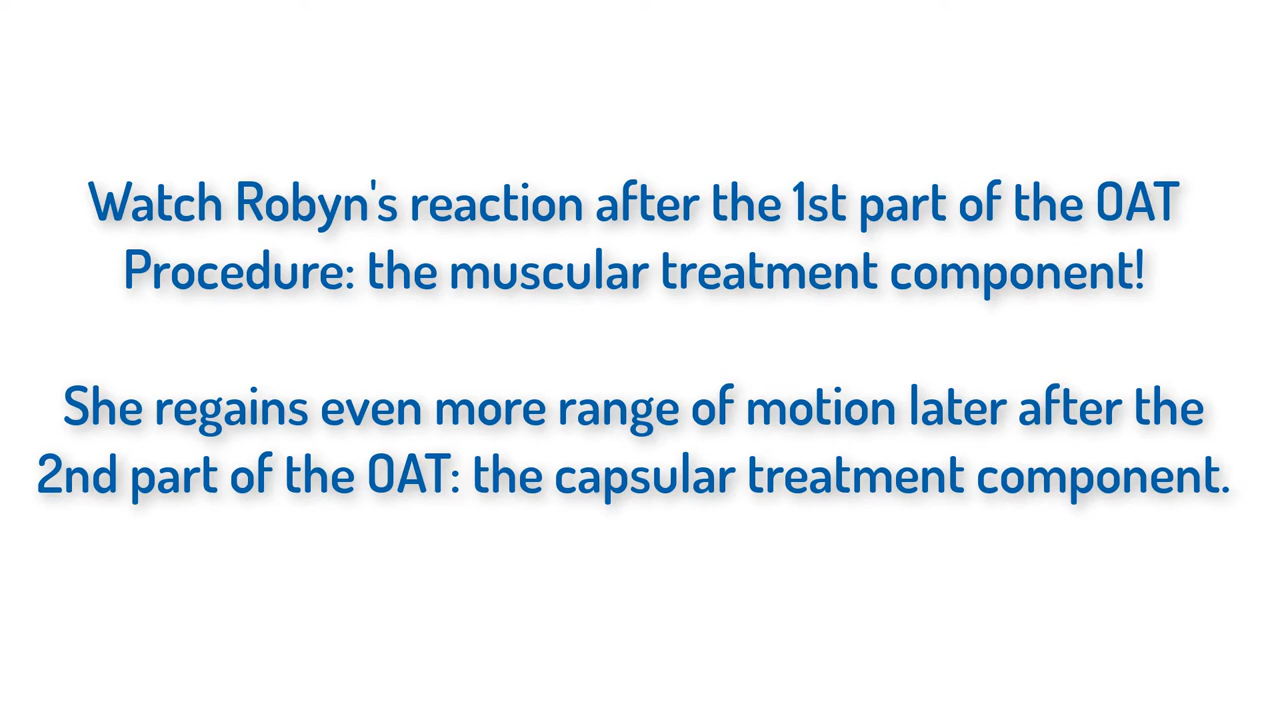 Watch Robyn's reaction after the 1st part of the OAT
Procedure: the muscular treatment component!
She regains even more range of motion later after the
2nd part of the OAT: the capsular treatment component.